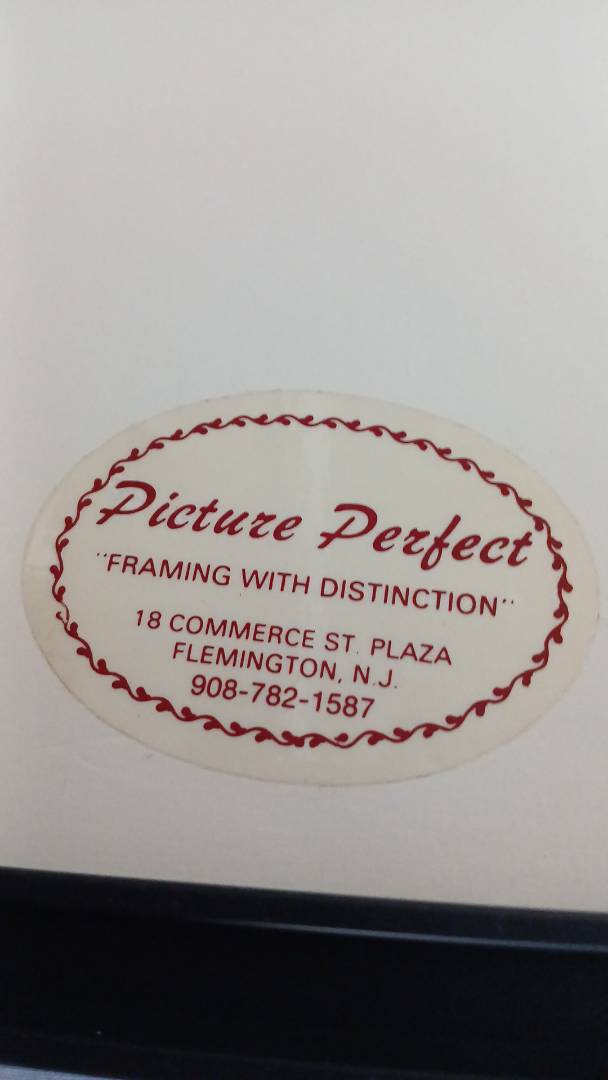 Picture Perfect
"FRAMING WITH DISTINCTION"
18 COMMERCE ST. PLAZA
FLEMINGTON, N.J.
908-782-1587